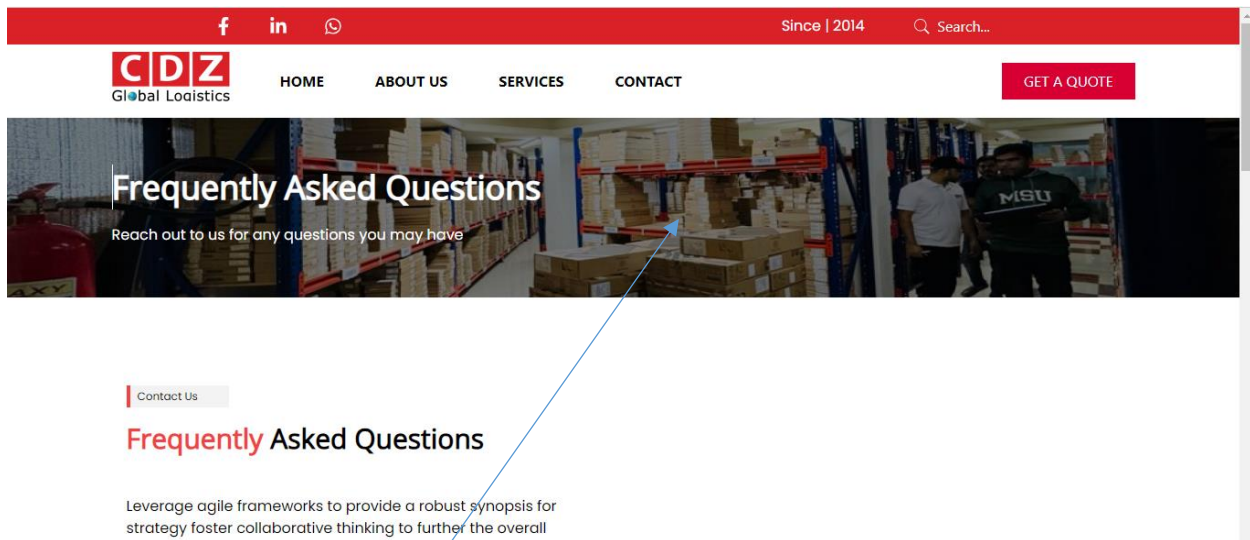 f in
Since | 2014
Search...
CDZ
Global Logistics
HOME
ABOUT US
SERVICES
CONTACT
GET A QUOTE
Frequently Asked Questions
Reach out to us for any questions you may have
MSU
AXY
Contact Us
Frequently Asked Questions
Leverage agile frameworks to provide a robust synopsis for
strategy foster collaborative thinking to further the overall